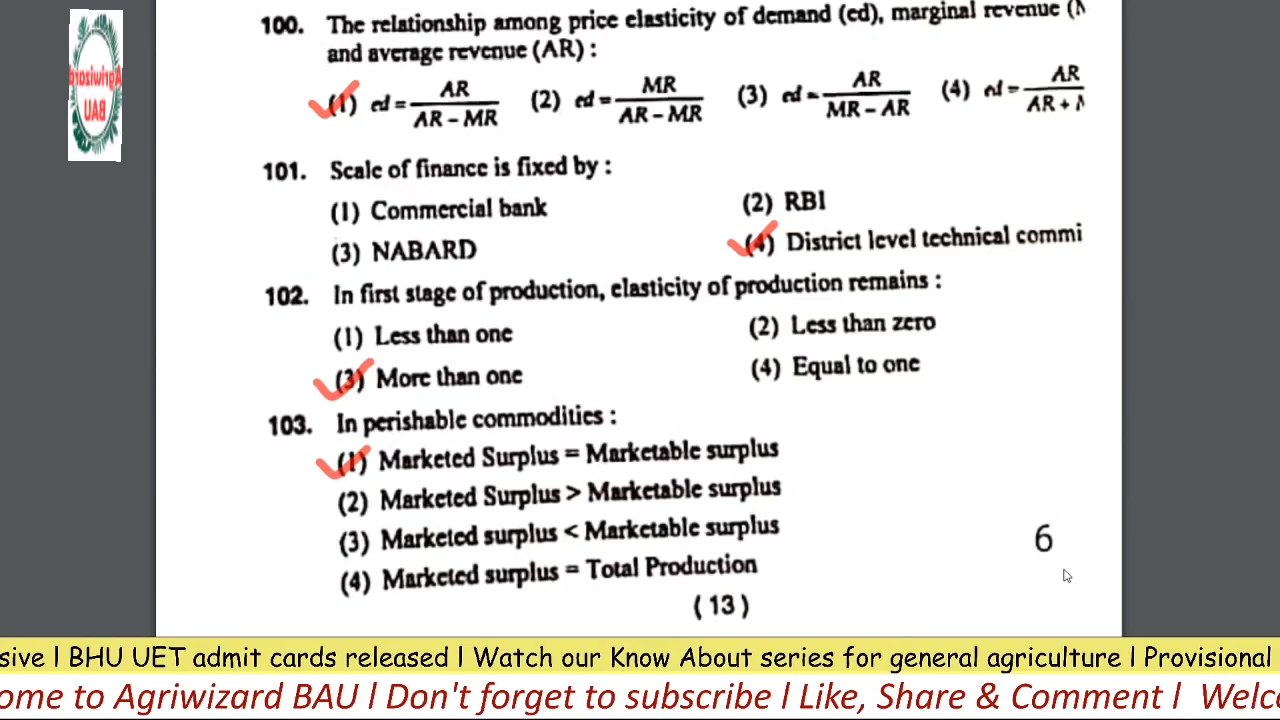 Agriwizard
BAU
100. The relationship among price elasticity of demand (ed), marginal revenue (M
and average revenue (AR) :
(1) ed = AR / AR – MR (2) ed = MR / AR – MR (3) ed = AR / MR – AR (4) ed = AR / AR + M
101. Scale of finance is fixed by :
(1) Commercial bank (2) RBI
(3) NABARD (4) District level technical commi
102. In first stage of production, elasticity of production remains :
(1) Less than one (2) Less than zero
(3) More than one (4) Equal to one
103. In perishable commodities :
(1) Marketed Surplus = Marketable surplus
(2) Marketed Surplus > Marketable surplus
(3) Marketed surplus < Marketable surplus
(4) Marketed surplus = Total Production
6
( 13 )
sive l BHU UET admit cards released l Watch our Know About series for general agriculture l Provisional
ome to Agriwizard BAU l Don't forget to subscribe l Like, Share & Comment l Welco